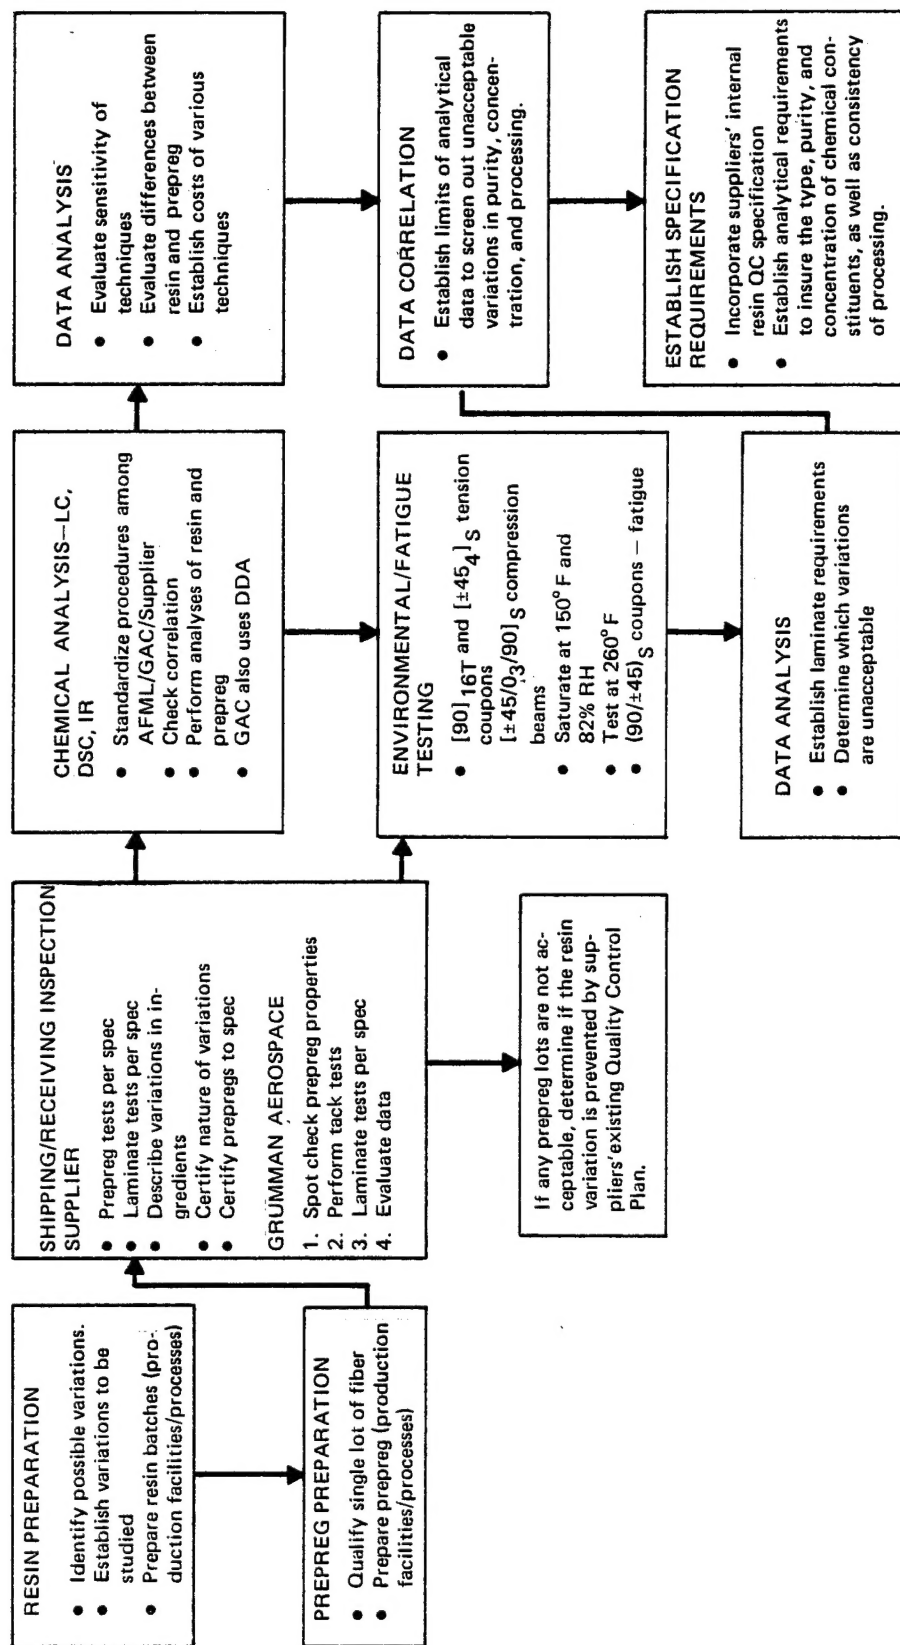 RESIN PREPARATION
● Identify possible variations.
● Establish variations to be
studied
● Prepare resin batches (pro-
duction facilities/processes)
PREPREG PREPARATION
● Qualify single lot of fiber
● Prepare prepreg (production
facilities/processes)
SHIPPING/RECEIVING INSPECTION
SUPPLIER
● Prepreg tests per spec
● Laminate tests per spec
● Describe variations in in-
gredients
● Certify nature of variations
● Certify prepregs to spec
GRUMMAN AEROSPACE
1. Spot check prepreg properties
2. Perform tack tests
3. Laminate tests per spec
4. Evaluate data
If any prepreg lots are not ac-
ceptable, determine if the resin
variation is prevented by sup-
pliers' existing Quality Control
Plan.
CHEMICAL ANALYSIS—LC,
DSC, IR
● Standardize procedures among
AFML/GAC/Supplier
● Check correlation
● Perform analyses of resin and
prepreg
● GAC also uses DDA
ENVIRONMENTAL/FATIGUE
TESTING
● [90]16T and [±45₄]S tension
coupons
[±45/0₃/90]S compression
beams
● Saturate at 150° F and
82% RH
● Test at 260° F
● (90/±45)S coupons — fatigue
DATA ANALYSIS
● Establish laminate requirements
● Determine which variations
are unacceptable
DATA ANALYSIS
● Evaluate sensitivity of
techniques
● Evaluate differences between
resin and prepreg
● Establish costs of various
techniques
DATA CORRELATION
● Establish limits of analytical
data to screen out unacceptable
variations in purity, concen-
tration, and processing.
ESTABLISH SPECIFICATION
REQUIREMENTS
● Incorporate suppliers' internal
resin QC specification
● Establish analytical requirements
to insure the type, purity, and
concentration of chemical con-
stituents, as well as consistency
of processing.